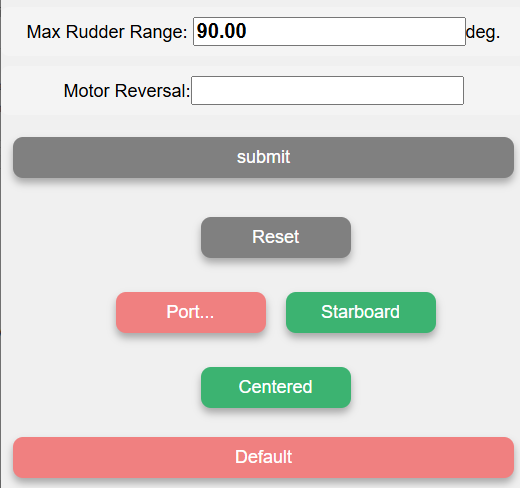 Max Rudder Range: 90.00 deg.
Motor Reversal:
submit
Reset
Port... Starboard
Centered
Default